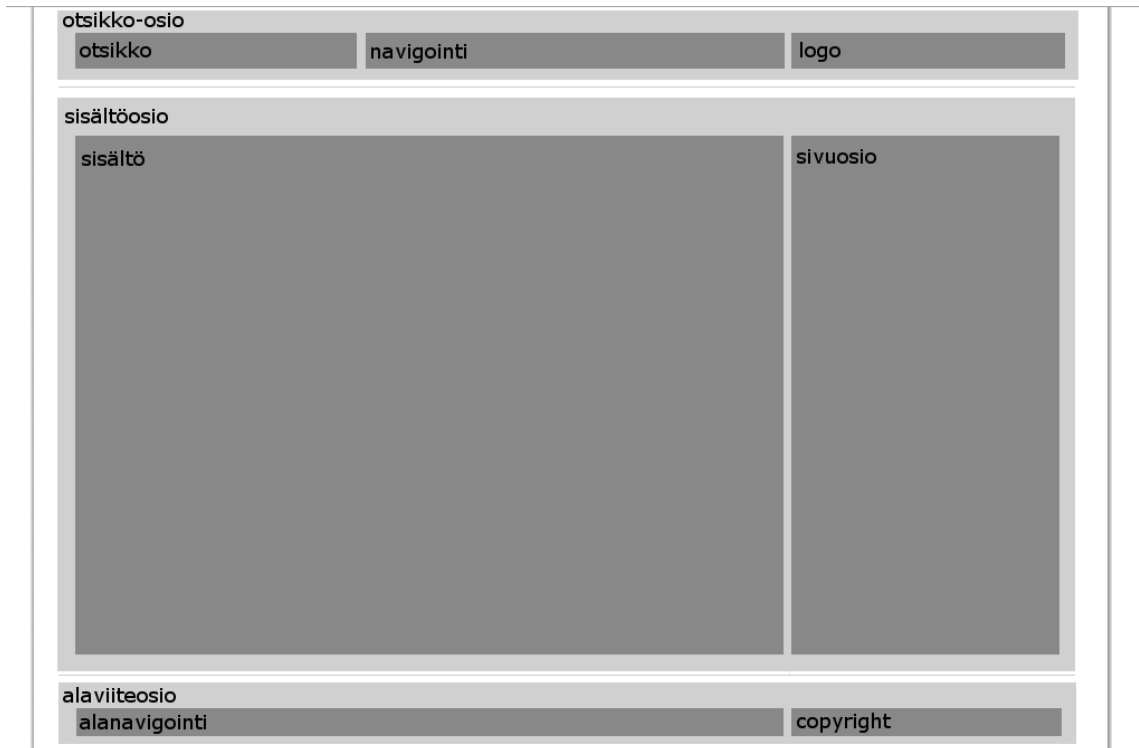 otsikko-osio
otsikko navigointi logo
sisältöosio
sisältö sivuosio
alaviiteosio
alanavigointi copyright